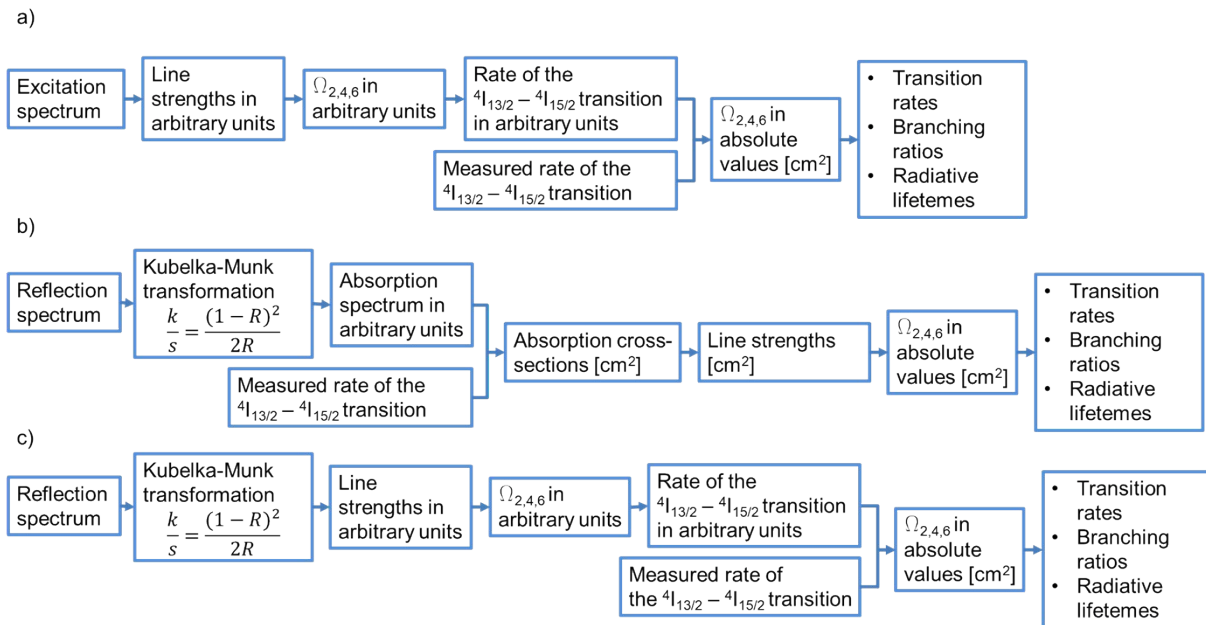 a)
Excitation
spectrum
Line
strengths in
arbitrary units
Ω2,4,6 in
arbitrary units
Rate of the
⁴I13/2 – ⁴I15/2 transition
in arbitrary units
Measured rate of the
⁴I13/2 – ⁴I15/2 transition
Ω2,4,6 in
absolute
values [cm²]
• Transition
rates
• Branching
ratios
• Radiative
lifetemes
b)
Reflection
spectrum
Kubelka-Munk
transformation
k/s = (1 − R)²/2R
Absorption
spectrum in
arbitrary units
Measured rate of the
⁴I13/2 – ⁴I15/2 transition
Absorption cross-
sections [cm²]
Line strengths
[cm²]
Ω2,4,6 in
absolute
values [cm²]
• Transition
rates
• Branching
ratios
• Radiative
lifetemes
c)
Reflection
spectrum
Kubelka-Munk
transformation
k/s = (1 − R)²/2R
Line
strengths in
arbitrary units
Ω2,4,6 in
arbitrary units
Rate of the
⁴I13/2 – ⁴I15/2 transition
in arbitrary units
Measured rate of
the ⁴I13/2 – ⁴I15/2 transition
Ω2,4,6 in
absolute
values [cm²]
• Transition
rates
• Branching
ratios
• Radiative
lifetemes